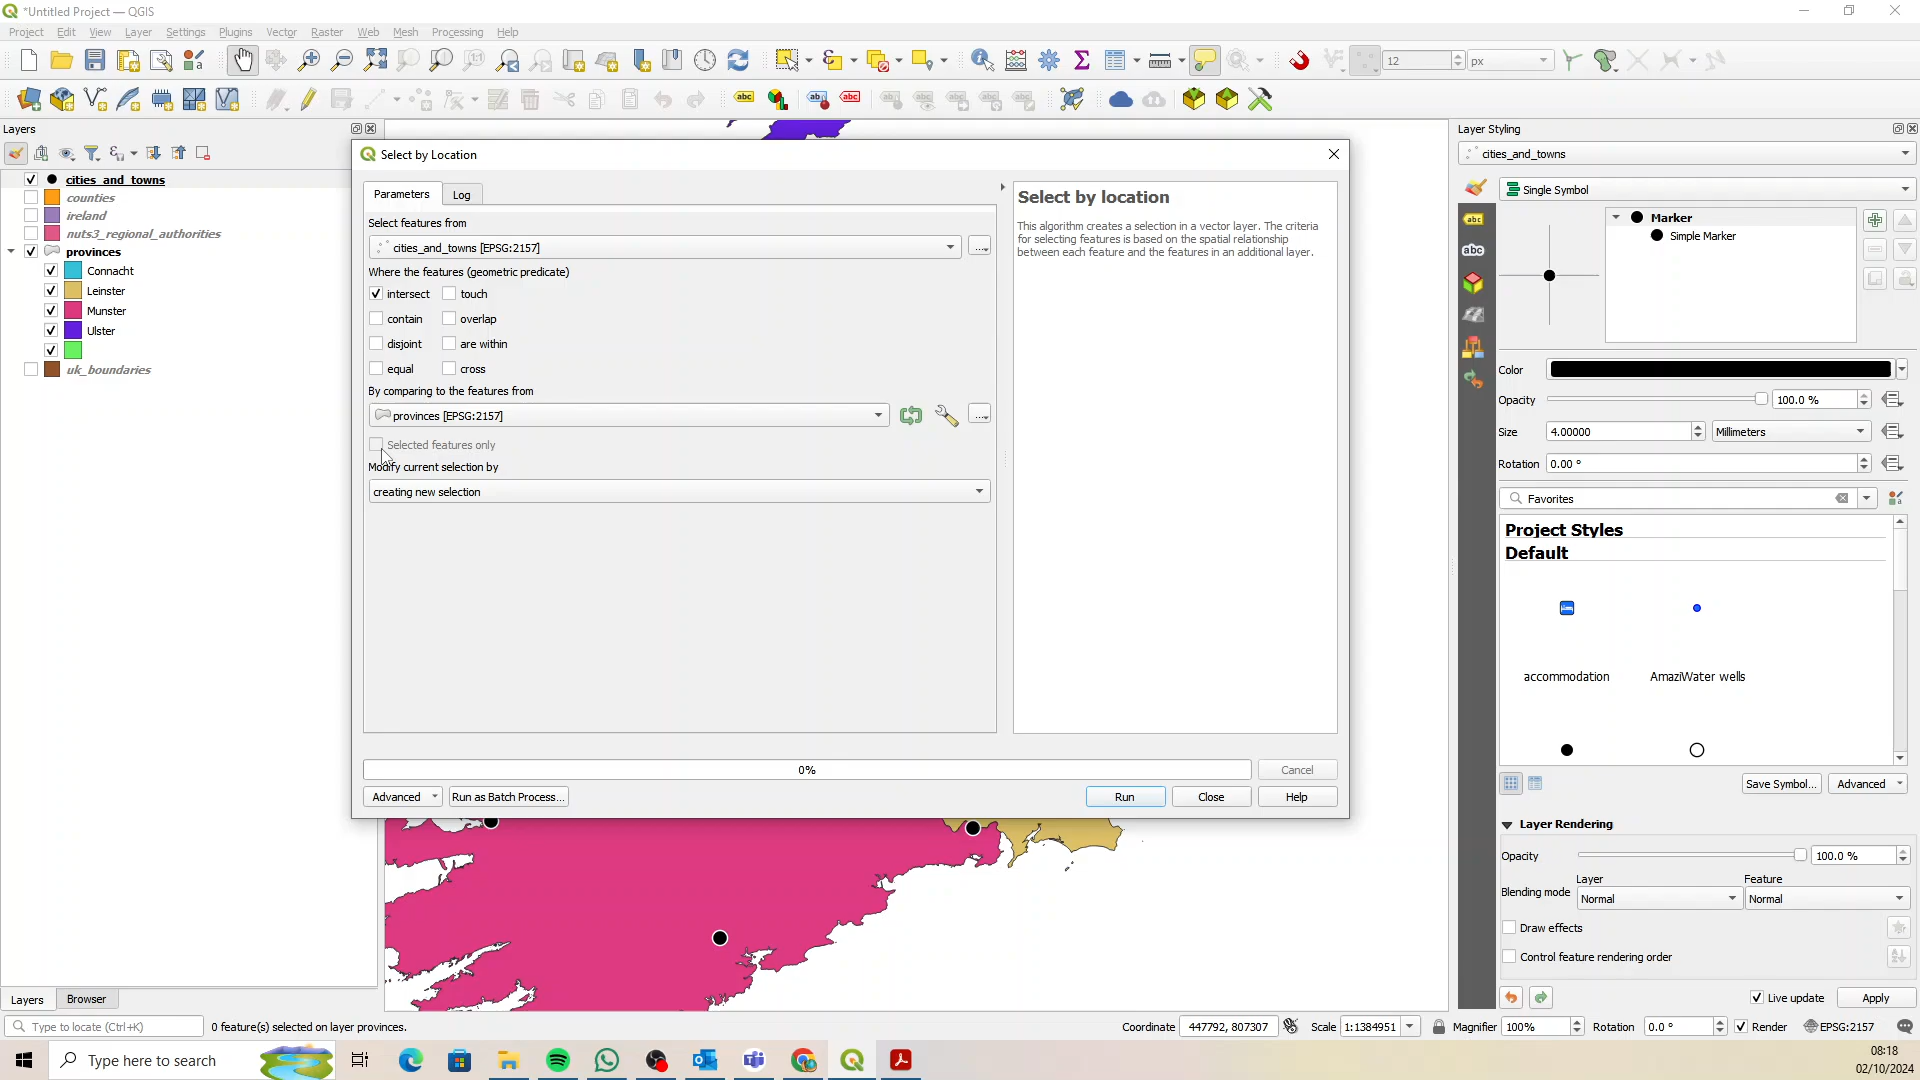 *Untitled Project — QGIS
Project Edit View Layer Settings Plugins Vector Raster Web Mesh Processing Help
12 px
abc abc ab abc
Layers
cities_and_towns
counties
ireland
nuts3_regional_authorities
provinces
Connacht
Leinster
Munster
Ulster
uk_boundaries
Select by Location
Parameters Log
Select features from
cities_and_towns [EPSG:2157]
Where the features (geometric predicate)
intersect touch
contain overlap
disjoint are within
equal cross
By comparing to the features from
provinces [EPSG:2157]
Selected features only
Modify current selection by
creating new selection
Select by location
This algorithm creates a selection in a vector layer. The criteria
for selecting features is based on the spatial relationship
between each feature and the features in an additional layer.
0%
Cancel
Advanced Run as Batch Process... Run Close Help
Layer Styling
cities_and_towns
Single Symbol
Marker
Simple Marker
Color
Opacity 100.0 %
Size 4.00000 Millimeters
Rotation 0.00 °
Favorites
Project Styles
Default
accommodation AmaziWater wells
Save Symbol... Advanced
Layer Rendering
Opacity 100.0 %
Layer Feature
Blending mode Normal Normal
Draw effects
Control feature rendering order
Live update Apply
Layers Browser
Type to locate (Ctrl+K) 0 feature(s) selected on layer provinces. Coordinate 447792, 807307 Scale 1:1384951 Magnifier 100% Rotation 0.0 ° Render EPSG:2157
Type here to search
08:18
02/10/2024